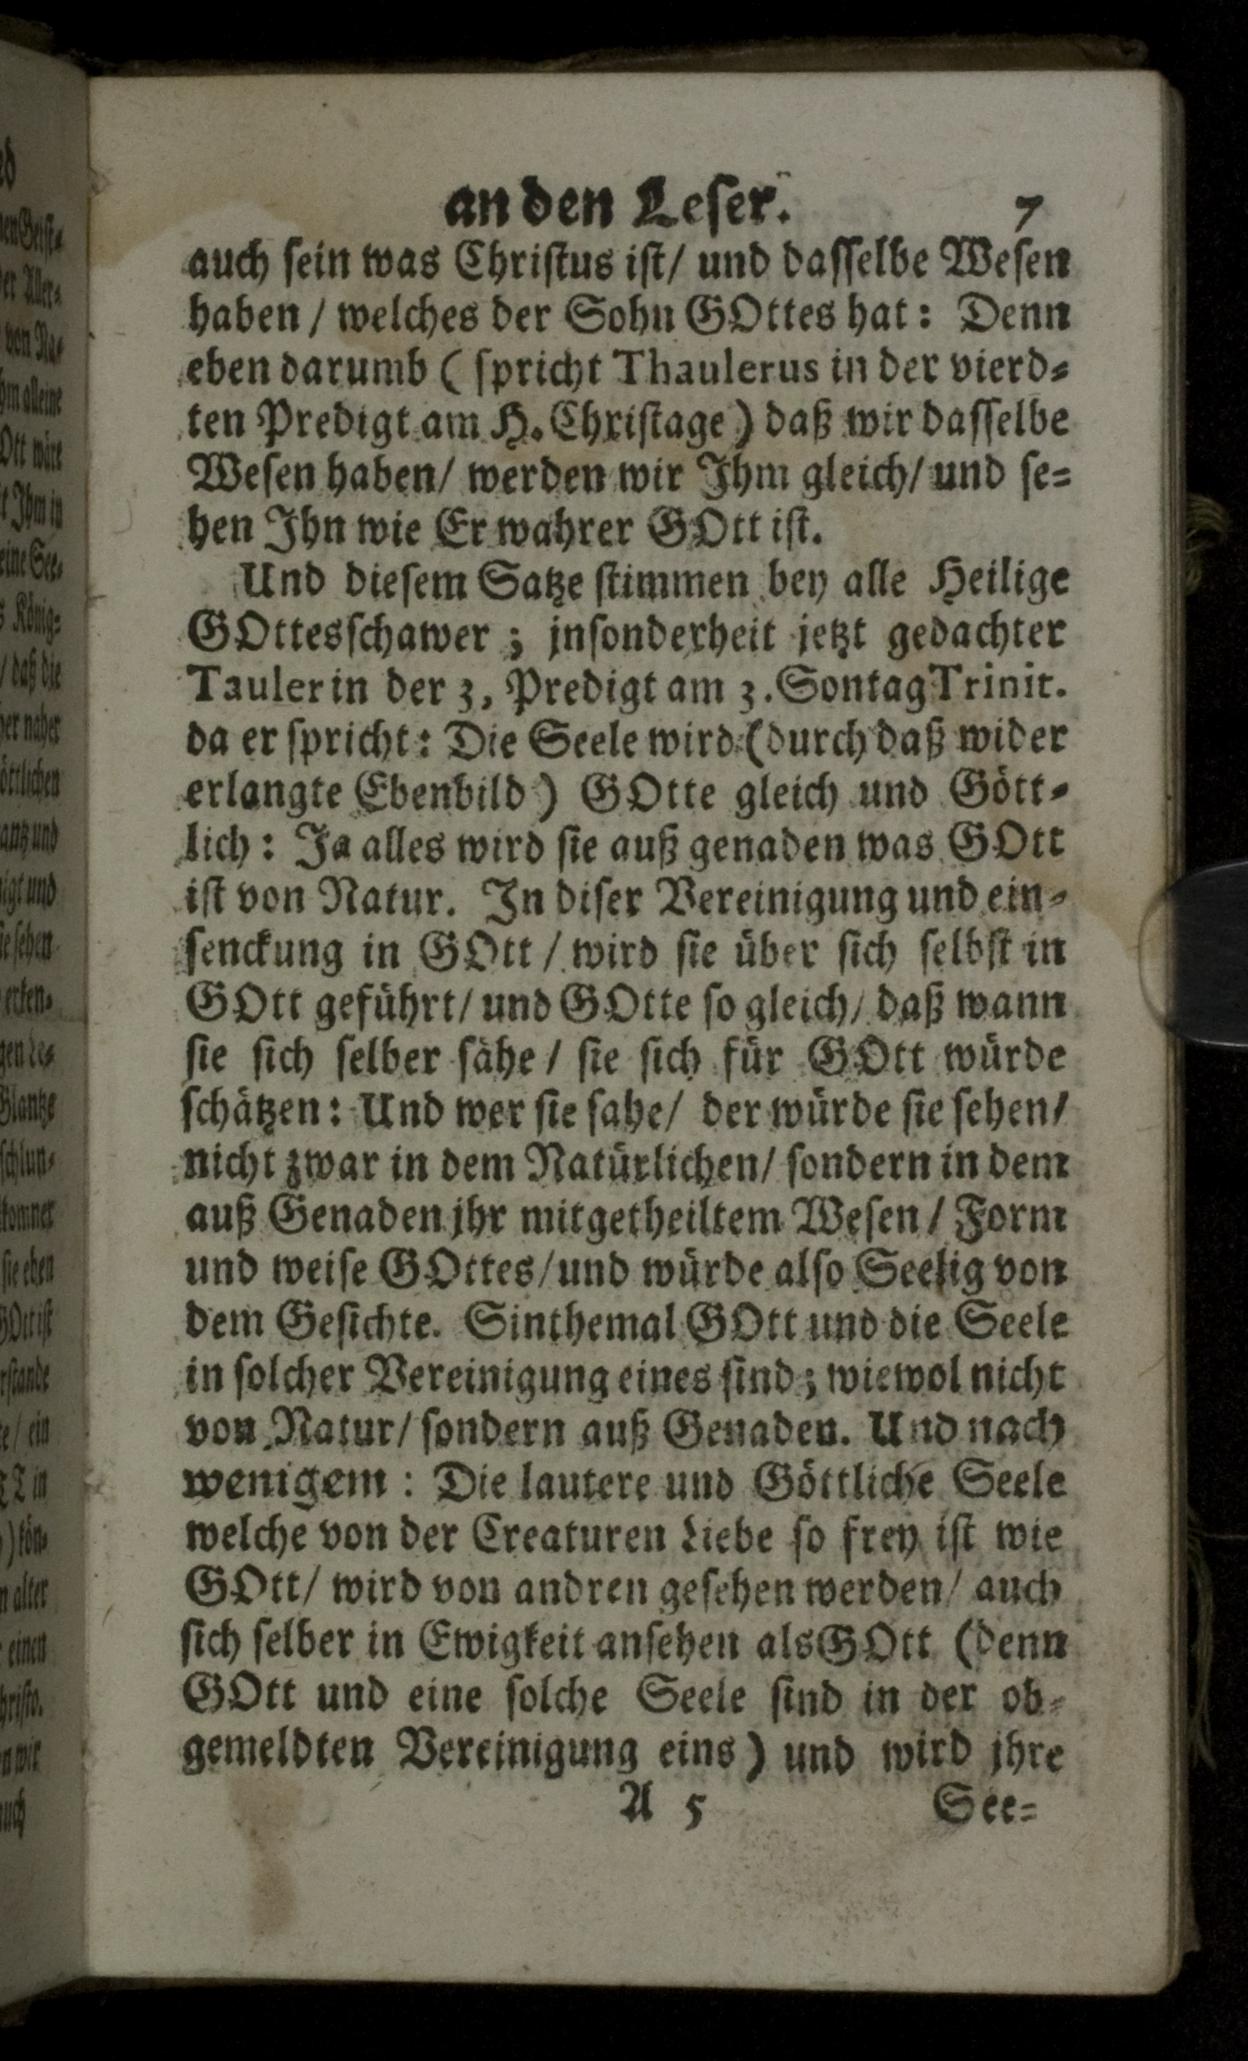 an den Leser. 7
auch sein was Christus ist/ und dasselbe Wesen
haben / welches der Sohn GOttes hat: Denn
eben darumb ( spricht Thaulerus in der vierd-
ten Predigt am H. Christage ) daß wir dasselbe
Wesen haben/ werden wir Ihm gleich/ und se-
hen Ihn wie Er wahrer GOtt ist.
Und diesem Satze stimmen bey alle Heilige
GOttesschawer ; jnsonderheit jetzt gedachter
Tauler in der 3, Predigt am 3. Sontag Trinit.
da er spricht: Die Seele wird (durch daß wider
erlangte Ebenbild ) GOtte gleich und Gött-
lich: Ja alles wird sie auß genaden was GOtt
ist von Natur. In diser Vereinigung und ein-
senckung in GOtt / wird sie über sich selbst in
GOtt geführt/ und GOtte so gleich/ daß wann
sie sich selber sähe / sie sich für GOtt würde
schätzen: Und wer sie sahe/ der würde sie sehen/
nicht zwar in dem Natürlichen/ sondern in dem
auß Genaden jhr mitgetheiltem Wesen / Form
und weise GOttes/ und würde also Seelig von
dem Gesichte. Sinthemal GOtt und die Seele
in solcher Vereinigung eines sind; wiewol nicht
von Natur/ sondern auß Genaden. Und nach
wenigem: Die lautere und Göttliche Seele
welche von der Creaturen Liebe so frey ist wie
GOtt/ wird von andren gesehen werden/ auch
sich selber in Ewigkeit ansehen als GOtt (denn
GOtt und eine solche Seele sind in der ob-
gemeldten Vereinigung eins) und wird jhre
A 5 See-